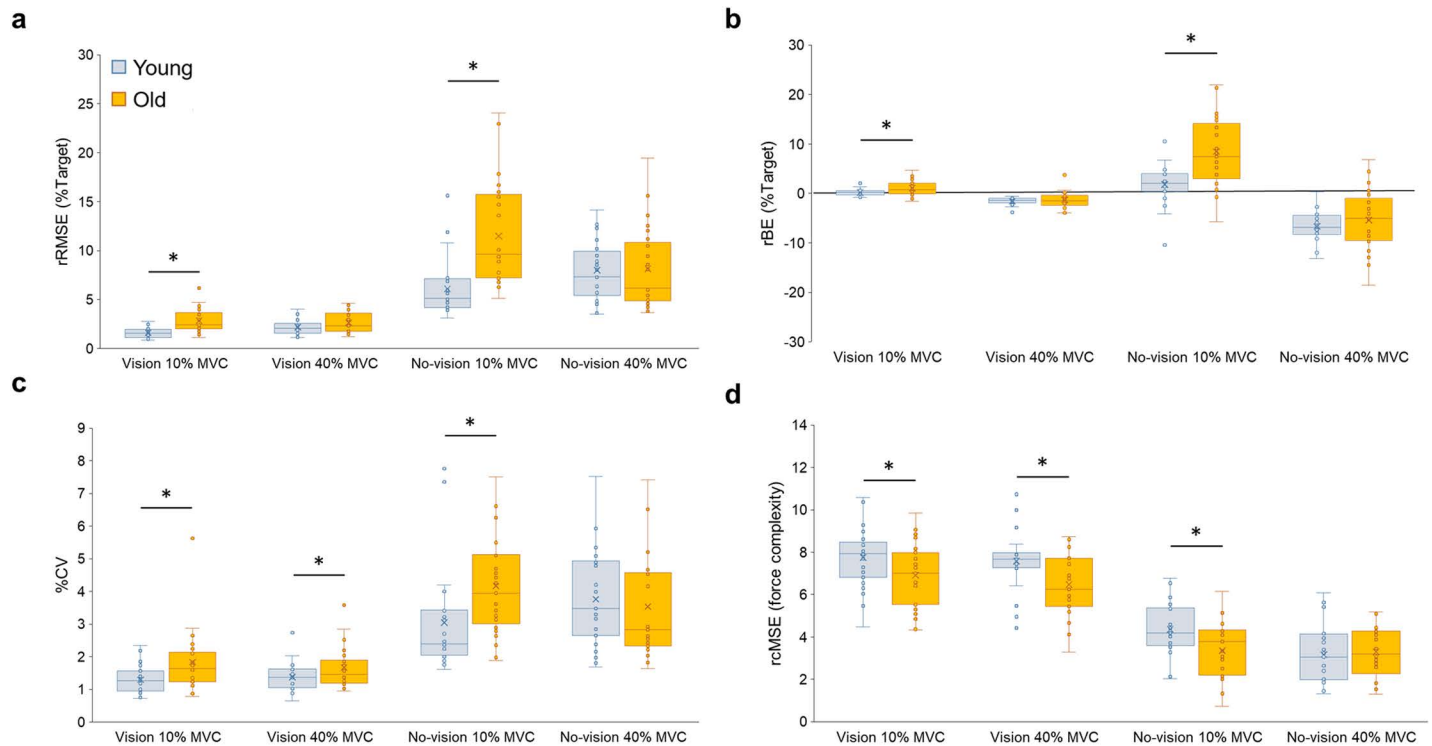 a
rRMSE (%Target)
30
25
20
15
10
5
0
Young
Old
*
*
Vision 10% MVC
Vision 40% MVC
No-vision 10% MVC
No-vision 40% MVC
b
rBE (%Target)
30
20
10
0
-10
-20
-30
*
*
Vision 10% MVC
Vision 40% MVC
No-vision 10% MVC
No-vision 40% MVC
c
%CV
9
8
7
6
5
4
3
2
1
0
*
*
*
Vision 10% MVC
Vision 40% MVC
No-vision 10% MVC
No-vision 40% MVC
d
rcMSE (force complexity)
14
12
10
8
6
4
2
0
*
*
*
Vision 10% MVC
Vision 40% MVC
No-vision 10% MVC
No-vision 40% MVC